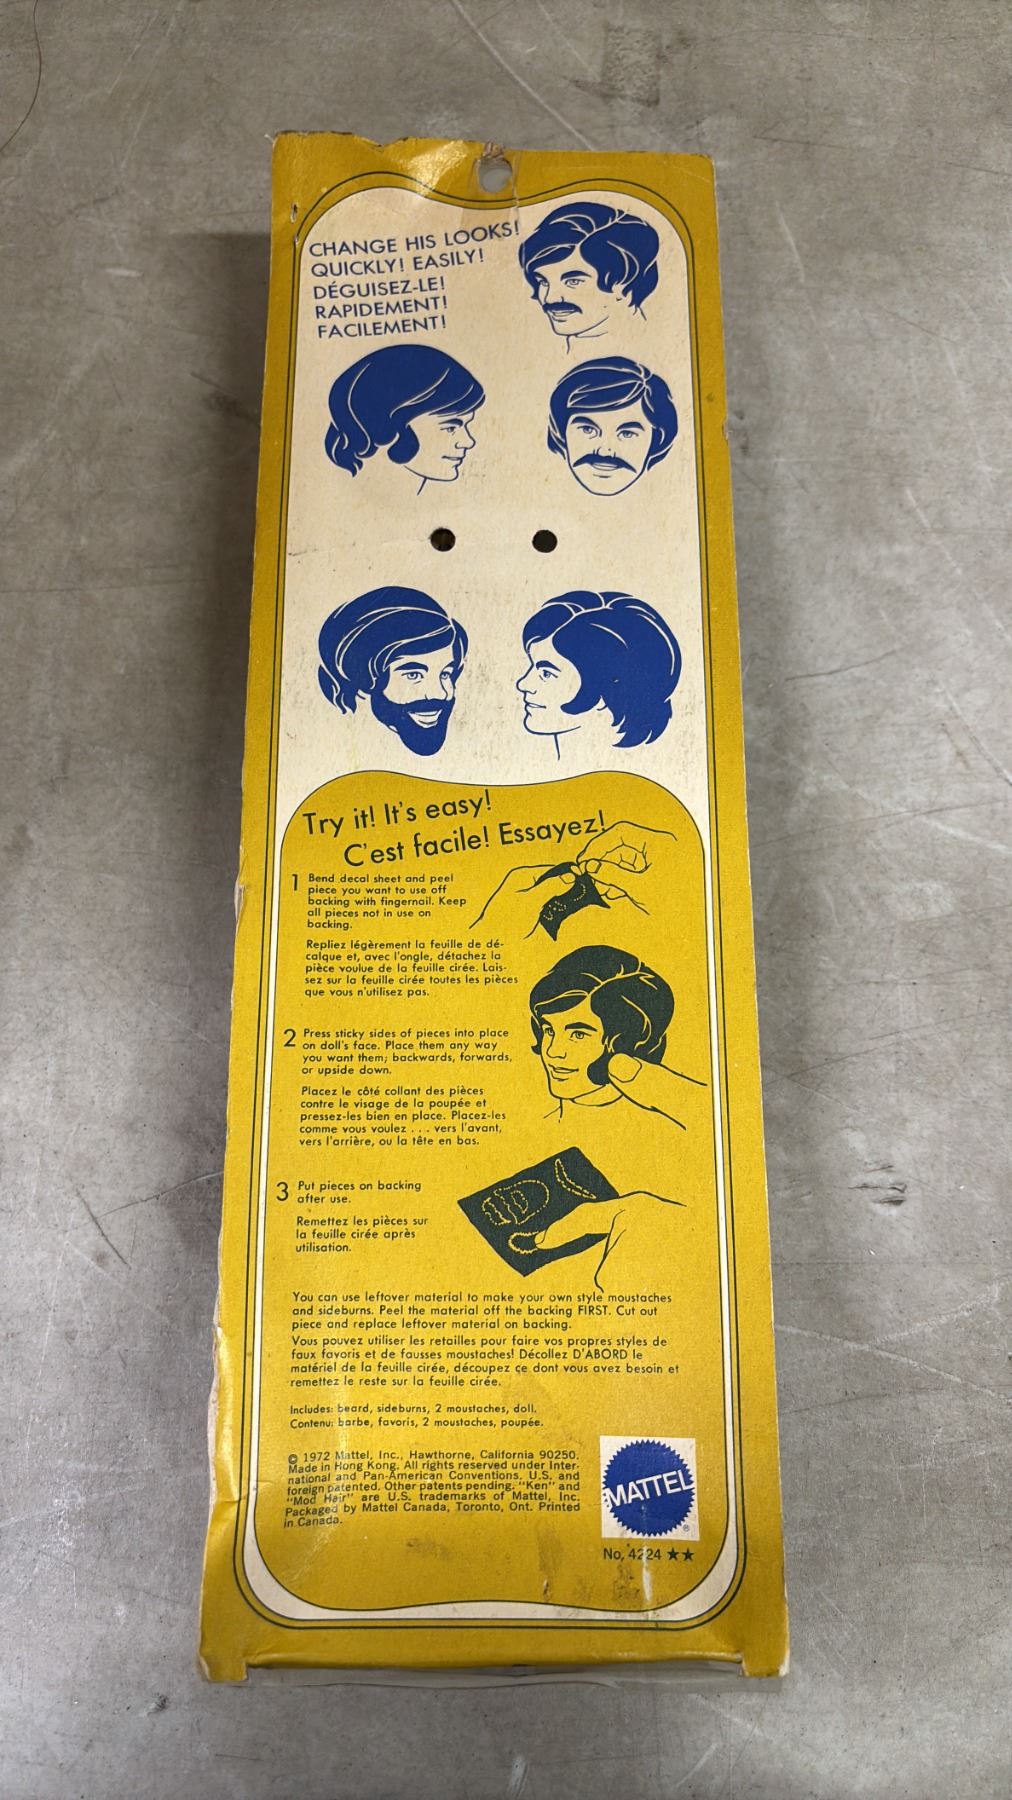 CHANGE HIS LOOKS!
QUICKLY! EASILY!
DÉGUISEZ-LE!
RAPIDEMENT!
FACILEMENT!
Try it! It's easy!
C'est facile! Essayez!
1 Bend decal sheet and peel
piece you want to use off
backing with fingernail. Keep
all pieces not in use on
backing.
Repliez légèrement la feuille de dé-
calque et, avec l'ongle, détachez la
pièce voulue de la feuille cirée. Lais-
sez sur la feuille cirée toutes les pièces
que vous n'utilisez pas.
2 Press sticky sides of pieces into place
on doll's face. Place them any way
you want them; backwards, forwards,
or upside down.
Placez le côté collant des pièces
contre le visage de la poupée et
pressez-les bien en place. Placez-les
comme vous voulez . . . vers l'avant,
vers l'arrière, ou la tête en bas.
3 Put pieces on backing
after use.
Remettez les pièces sur
la feuille cirée après
utilisation.
You can use leftover material to make your own style moustaches
and sideburns. Peel the material off the backing FIRST. Cut out
piece and replace leftover material on backing.
Vous pouvez utiliser les retailles pour faire vos propres styles de
faux favoris et de fausses moustaches! Décollez D'ABORD le
matériel de la feuille cirée, découpez ce dont vous avez besoin et
remettez le reste sur la feuille cirée.
Includes: beard, sideburns, 2 moustaches, doll.
Contenu: barbe, favoris, 2 moustaches, poupée.
© 1972 Mattel, Inc., Hawthorne, California 90250.
Made in Hong Kong. All rights reserved under Inter-
national and Pan-American Conventions. U.S. and
foreign patented. Other patents pending. "Ken" and
"Mod Hair" are U.S. trademarks of Mattel, Inc.
Packaged by Mattel Canada, Toronto, Ont. Printed
in Canada.
MATTEL®
No. 4224 ★★